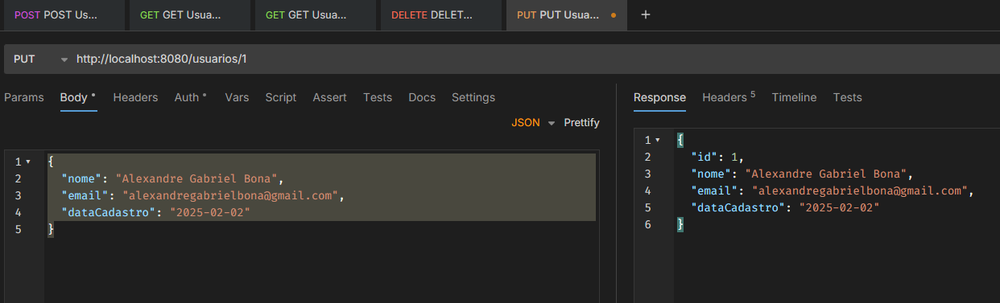 POST POST Us... GET GET Usua... GET GET Usua... DELETE DELET... PUT PUT Usua... +
PUT http://localhost:8080/usuarios/1
Params Body Headers Auth Vars Script Assert Tests Docs Settings
JSON Prettify
1 {
2 "nome": "Alexandre Gabriel Bona",
3 "email": "alexandregabrielbona@gmail.com",
4 "dataCadastro": "2025-02-02"
5 }
Response Headers 5 Timeline Tests
1 {
2 "id": 1,
3 "nome": "Alexandre Gabriel Bona",
4 "email": "alexandregabrielbona@gmail.com",
5 "dataCadastro": "2025-02-02"
6 }